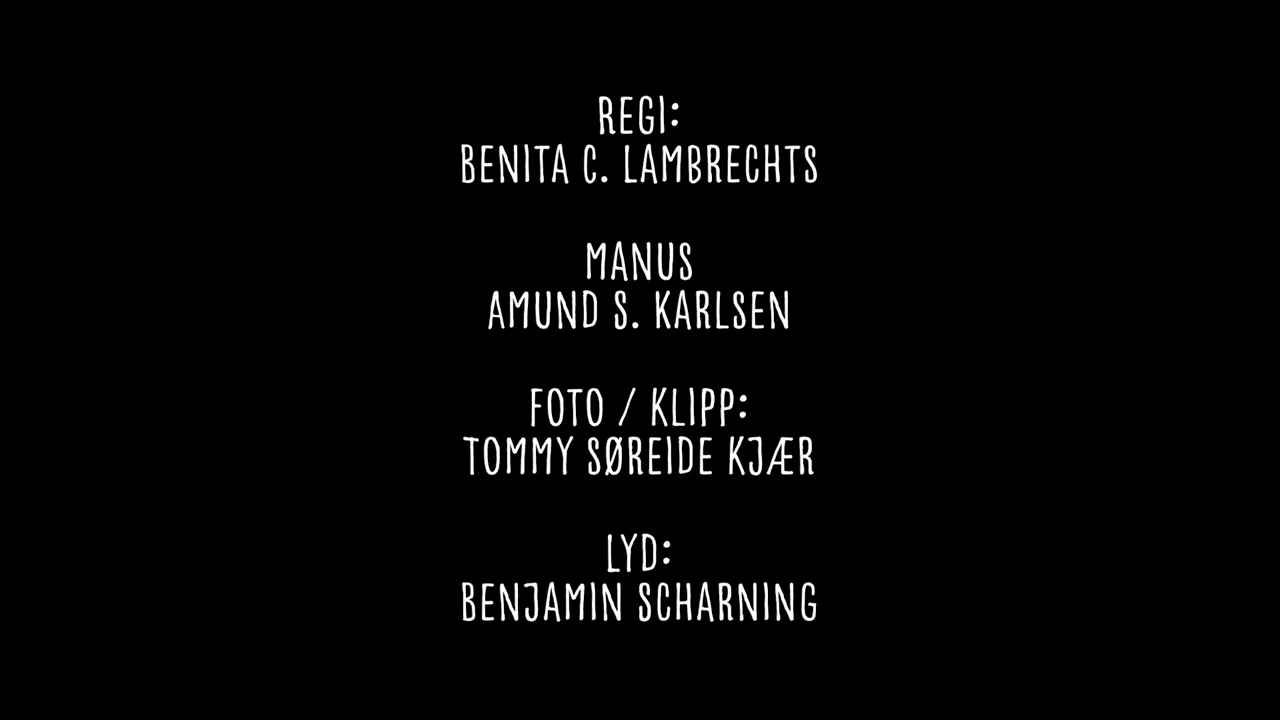 REGI:
BENITA C. LAMBRECHTS
MANUS
AMUND S. KARLSEN
FOTO / KLIPP:
TOMMY SØREIDE KJÆR
LYD:
BENJAMIN SCHARNING